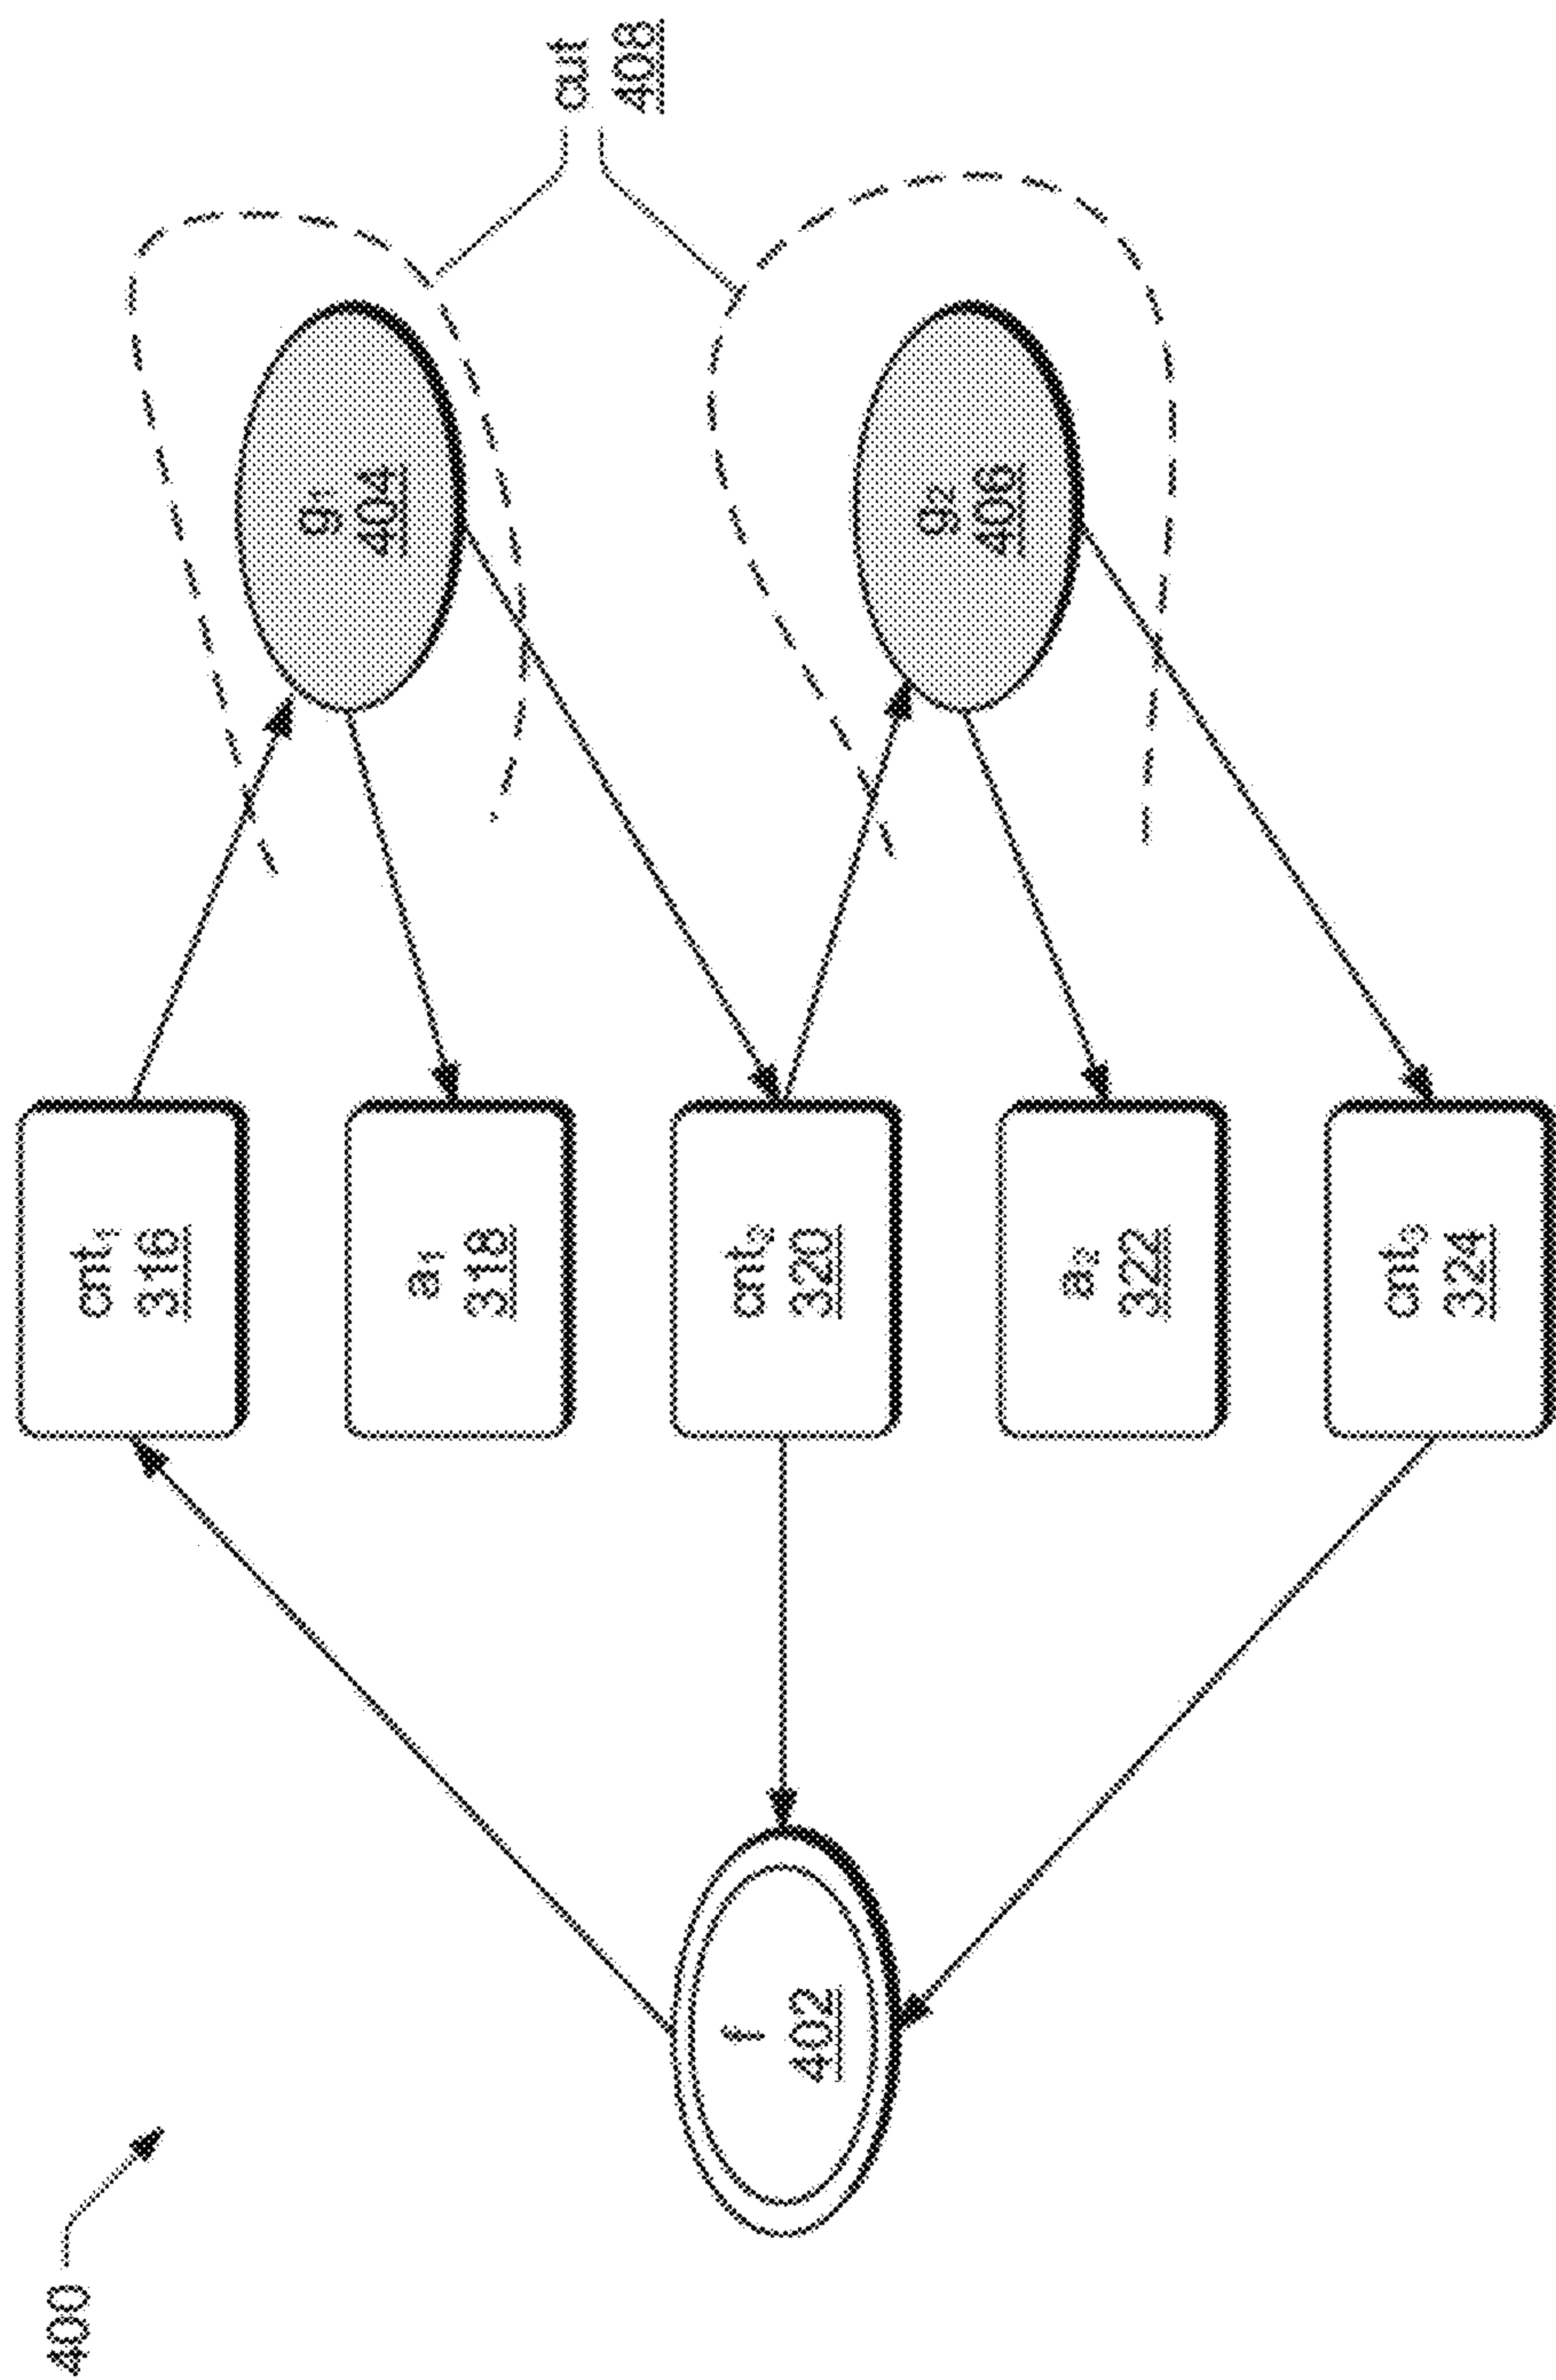 400
cnt₁
316
g₁
404
a₁
318
cut
408
f
402
cnt₂
320
g₂
406
a₂
322
cnt₃
324